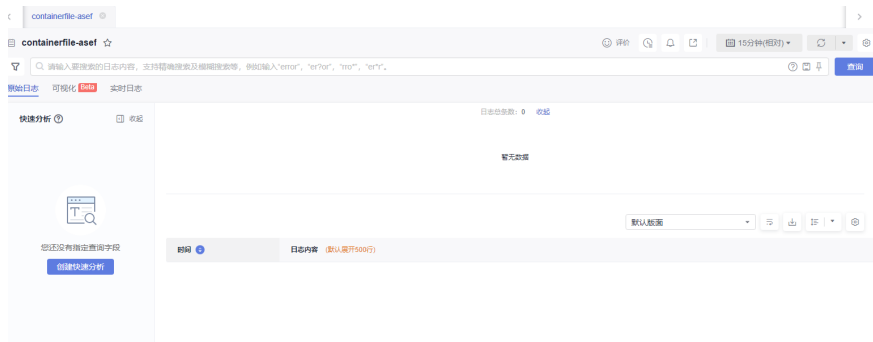 containerfile-asef
containerfile-asef
评价
15分钟(相对)
请输入要搜索的日志内容，支持精确搜索及模糊搜索等，例如输入"error"、"er?or"、"rro*"、"er*r"。
查询
原始日志 可视化 Beta 实时日志
快速分析 收起
日志总条数：0 收起
暂无数据
默认版面
时间 日志内容 (默认展开500行)
您还没有指定查询字段
创建快速分析